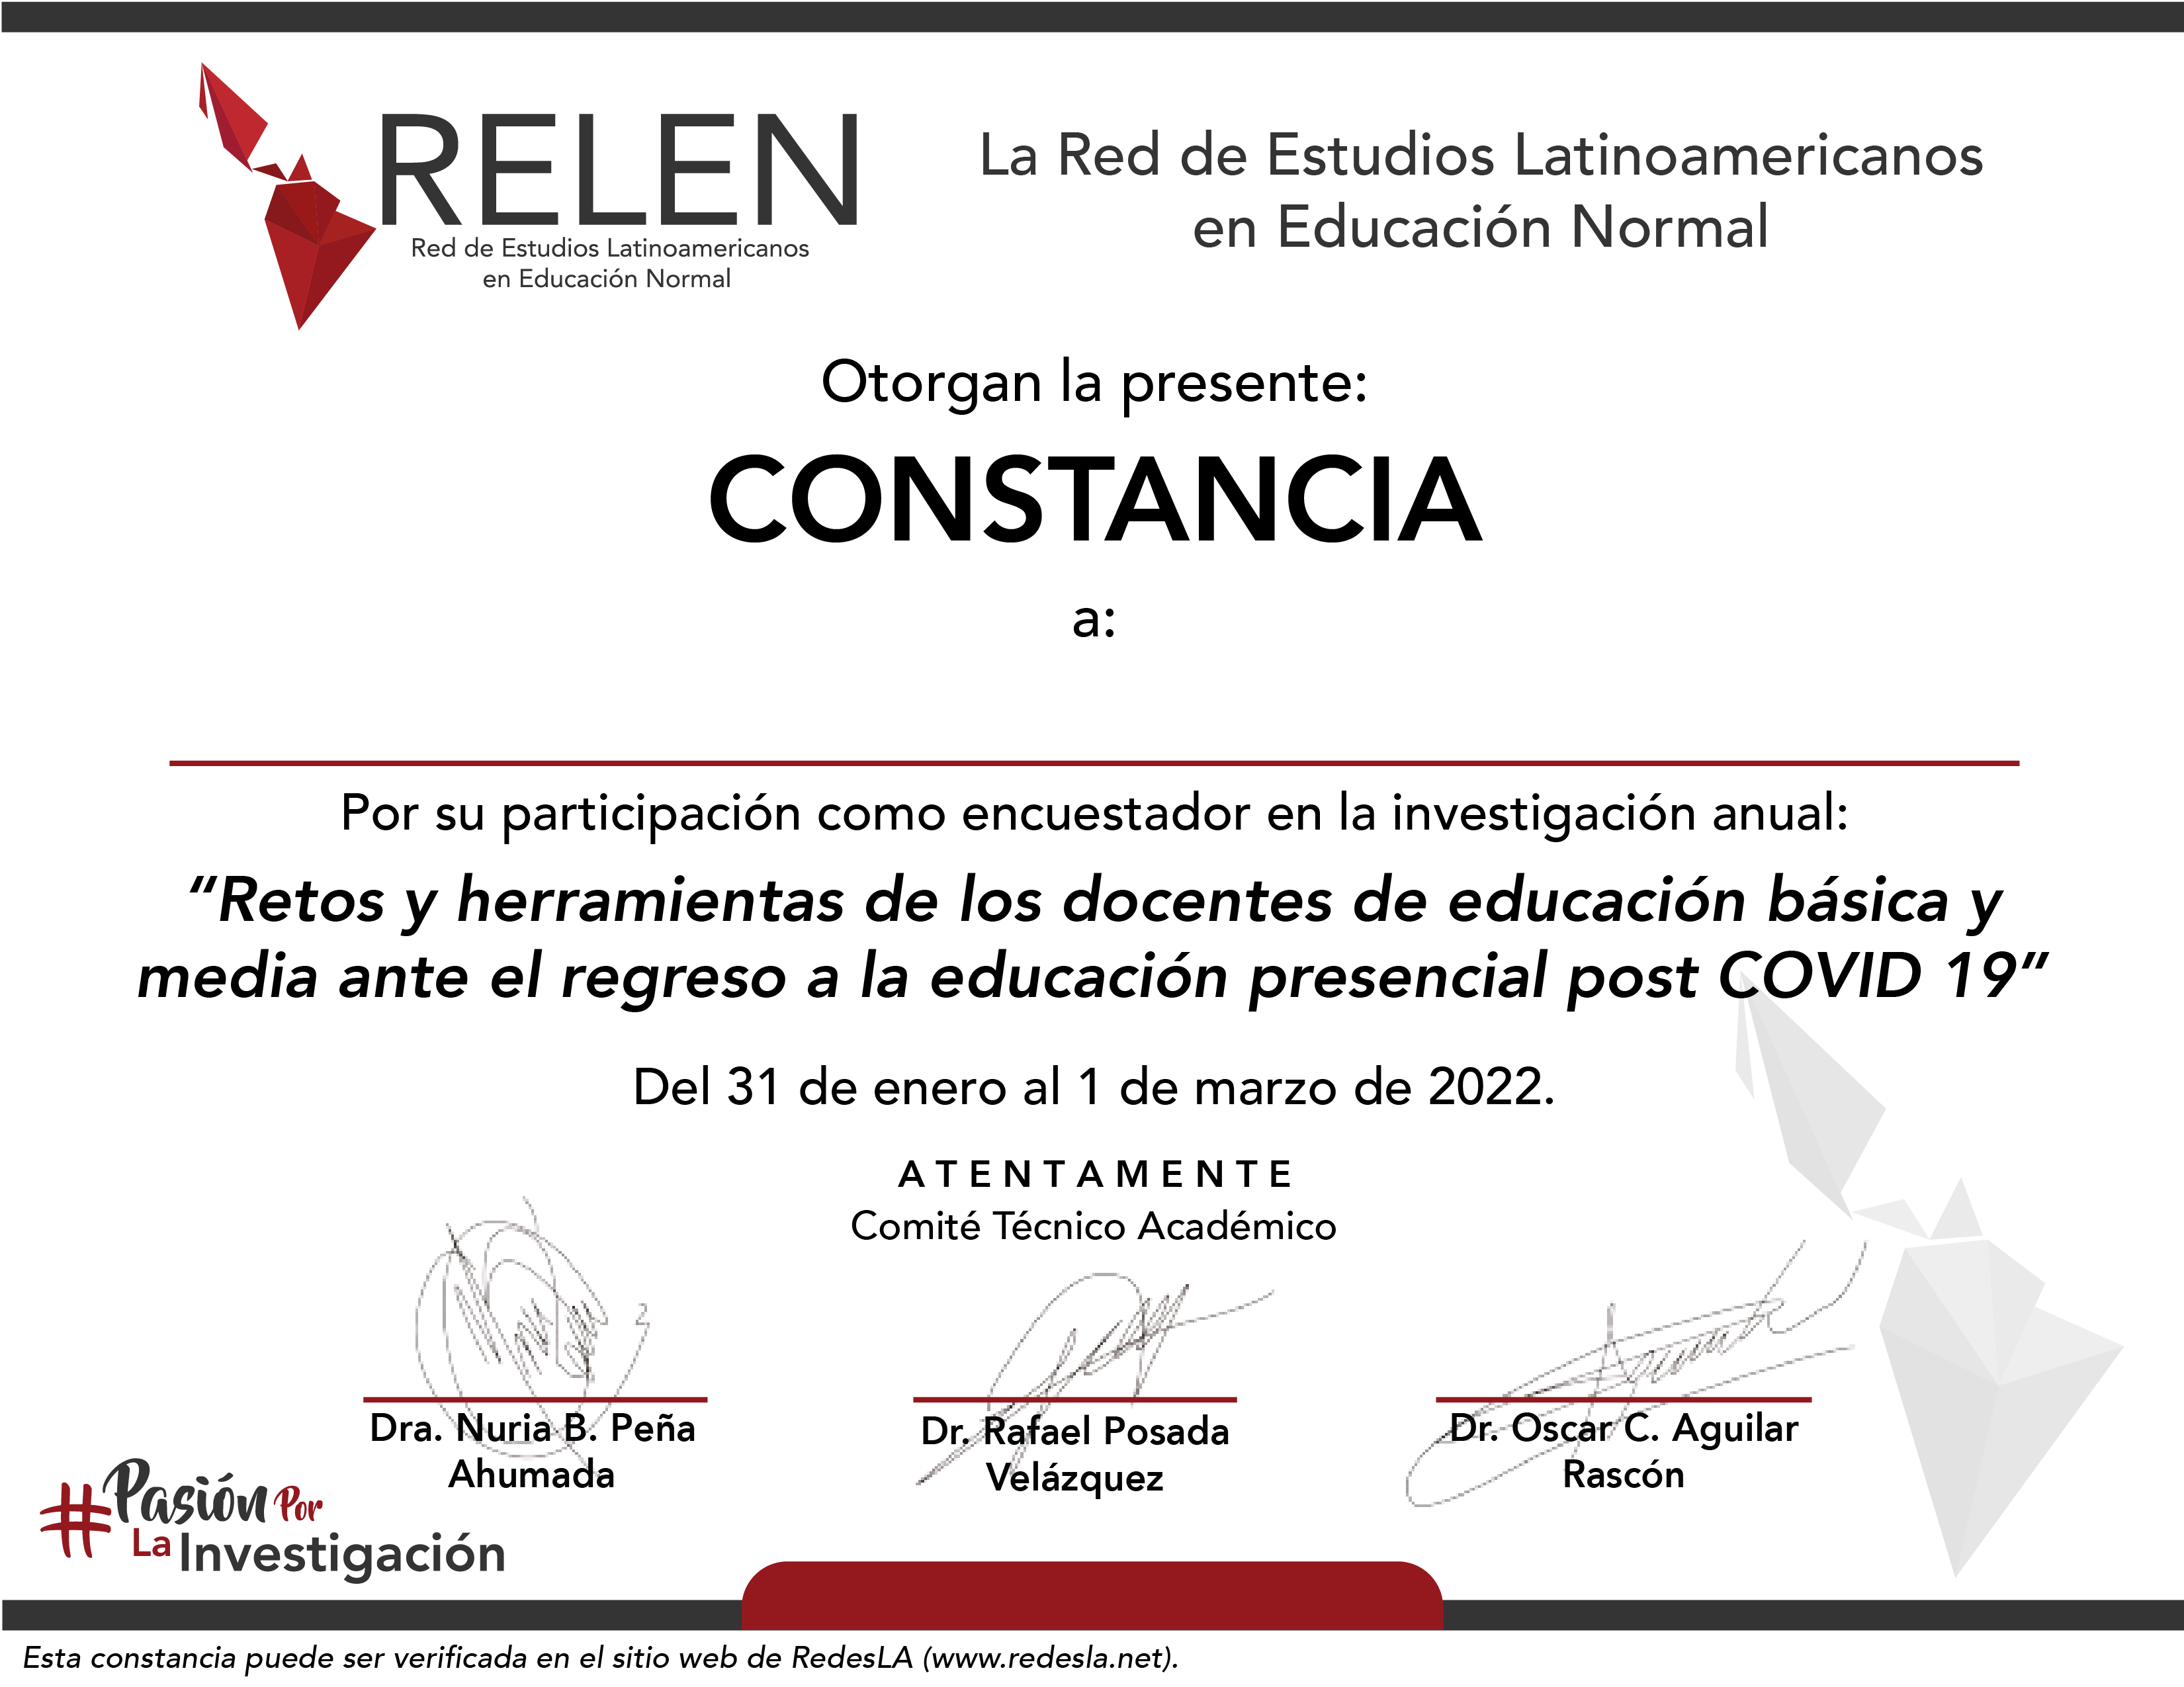 RELEN
Red de Estudios Latinoamericanos
en Educación Normal
La Red de Estudios Latinoamericanos
en Educación Normal
Otorgan la presente:
CONSTANCIA
a:
Por su participación como encuestador en la investigación anual:
“Retos y herramientas de los docentes de educación básica y
media ante el regreso a la educación presencial post COVID 19”
Del 31 de enero al 1 de marzo de 2022.
ATENTAMENTE
Comité Técnico Académico
Dra. Nuria B. Peña
Ahumada
Dr. Rafael Posada
Velázquez
Dr. Oscar C. Aguilar
Rascón
#Pasión Por
La Investigación
Esta constancia puede ser verificada en el sitio web de RedesLA (www.redesla.net).